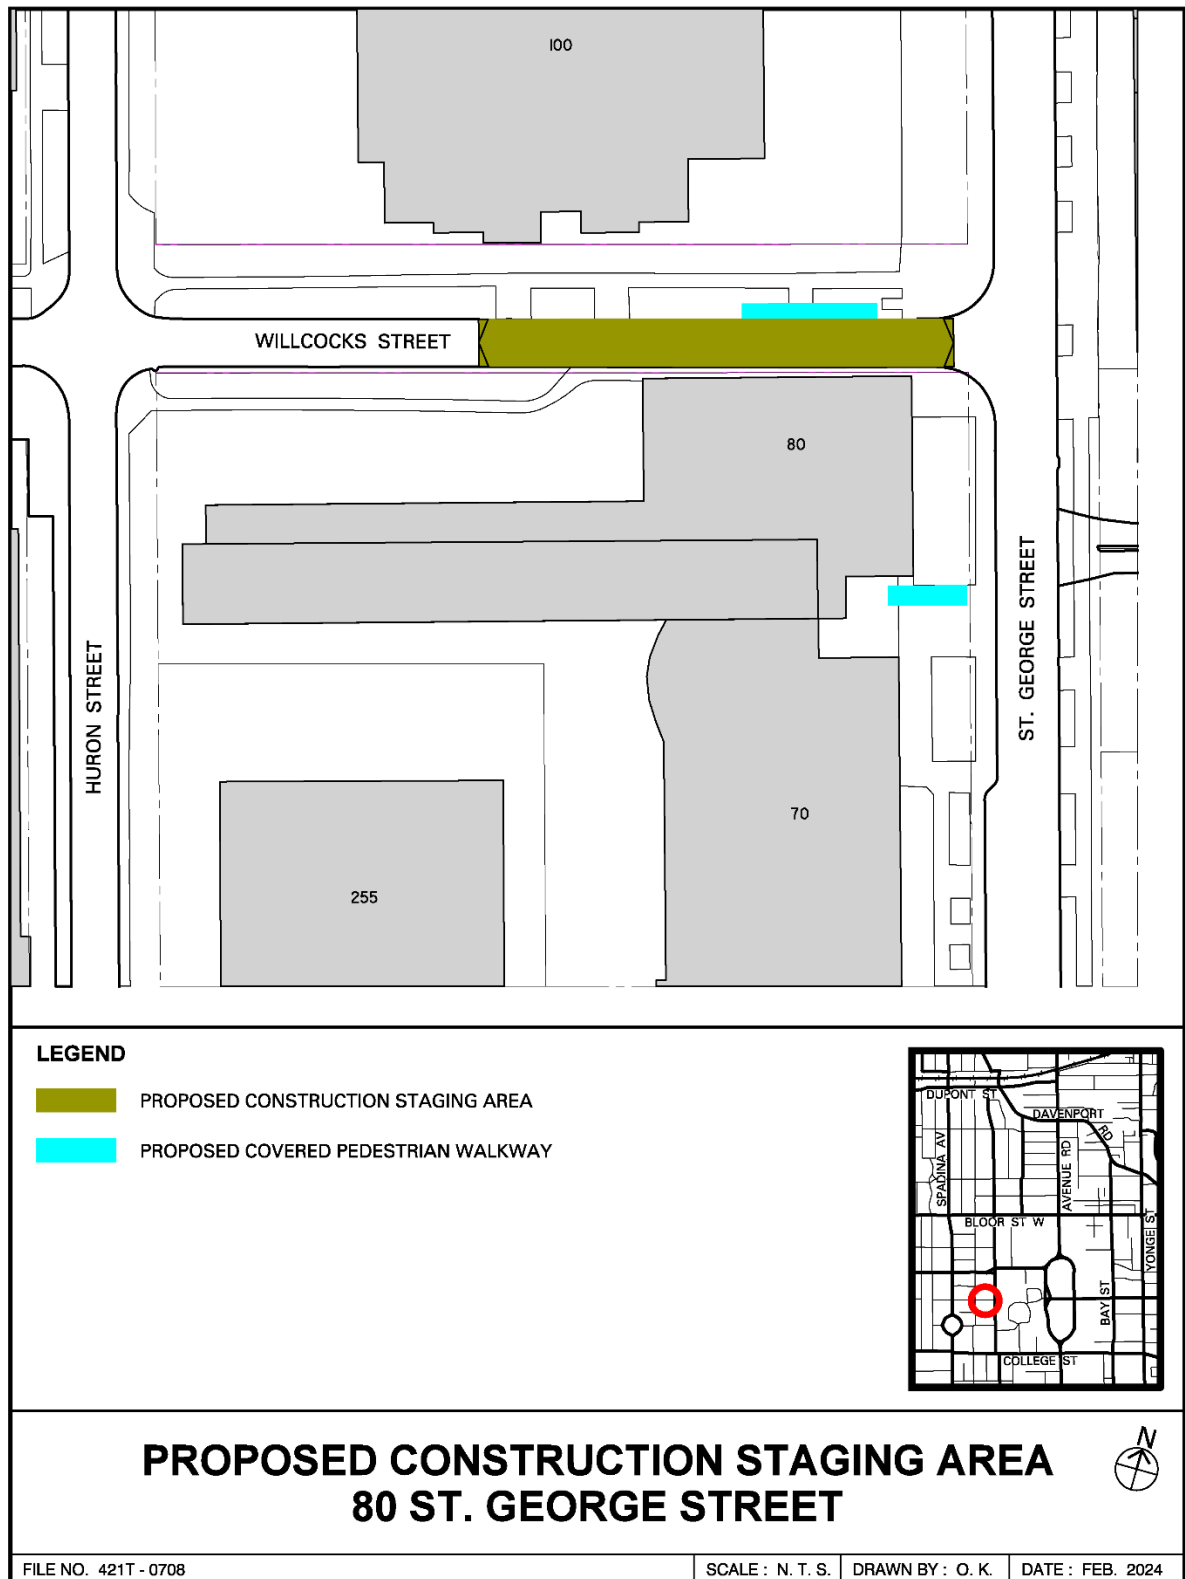 100
WILLCOCKS STREET
80
HURON STREET
ST. GEORGE STREET
70
255
LEGEND
PROPOSED CONSTRUCTION STAGING AREA
PROPOSED COVERED PEDESTRIAN WALKWAY
DUPONT ST
DAVENPORT RD
SPADINA AV
AVENUE RD
BLOOR ST W
YONGE ST
BAY ST
COLLEGE ST
PROPOSED CONSTRUCTION STAGING AREA
80 ST. GEORGE STREET
N
FILE NO. 421T - 0708
SCALE : N. T. S.
DRAWN BY : O. K.
DATE : FEB. 2024